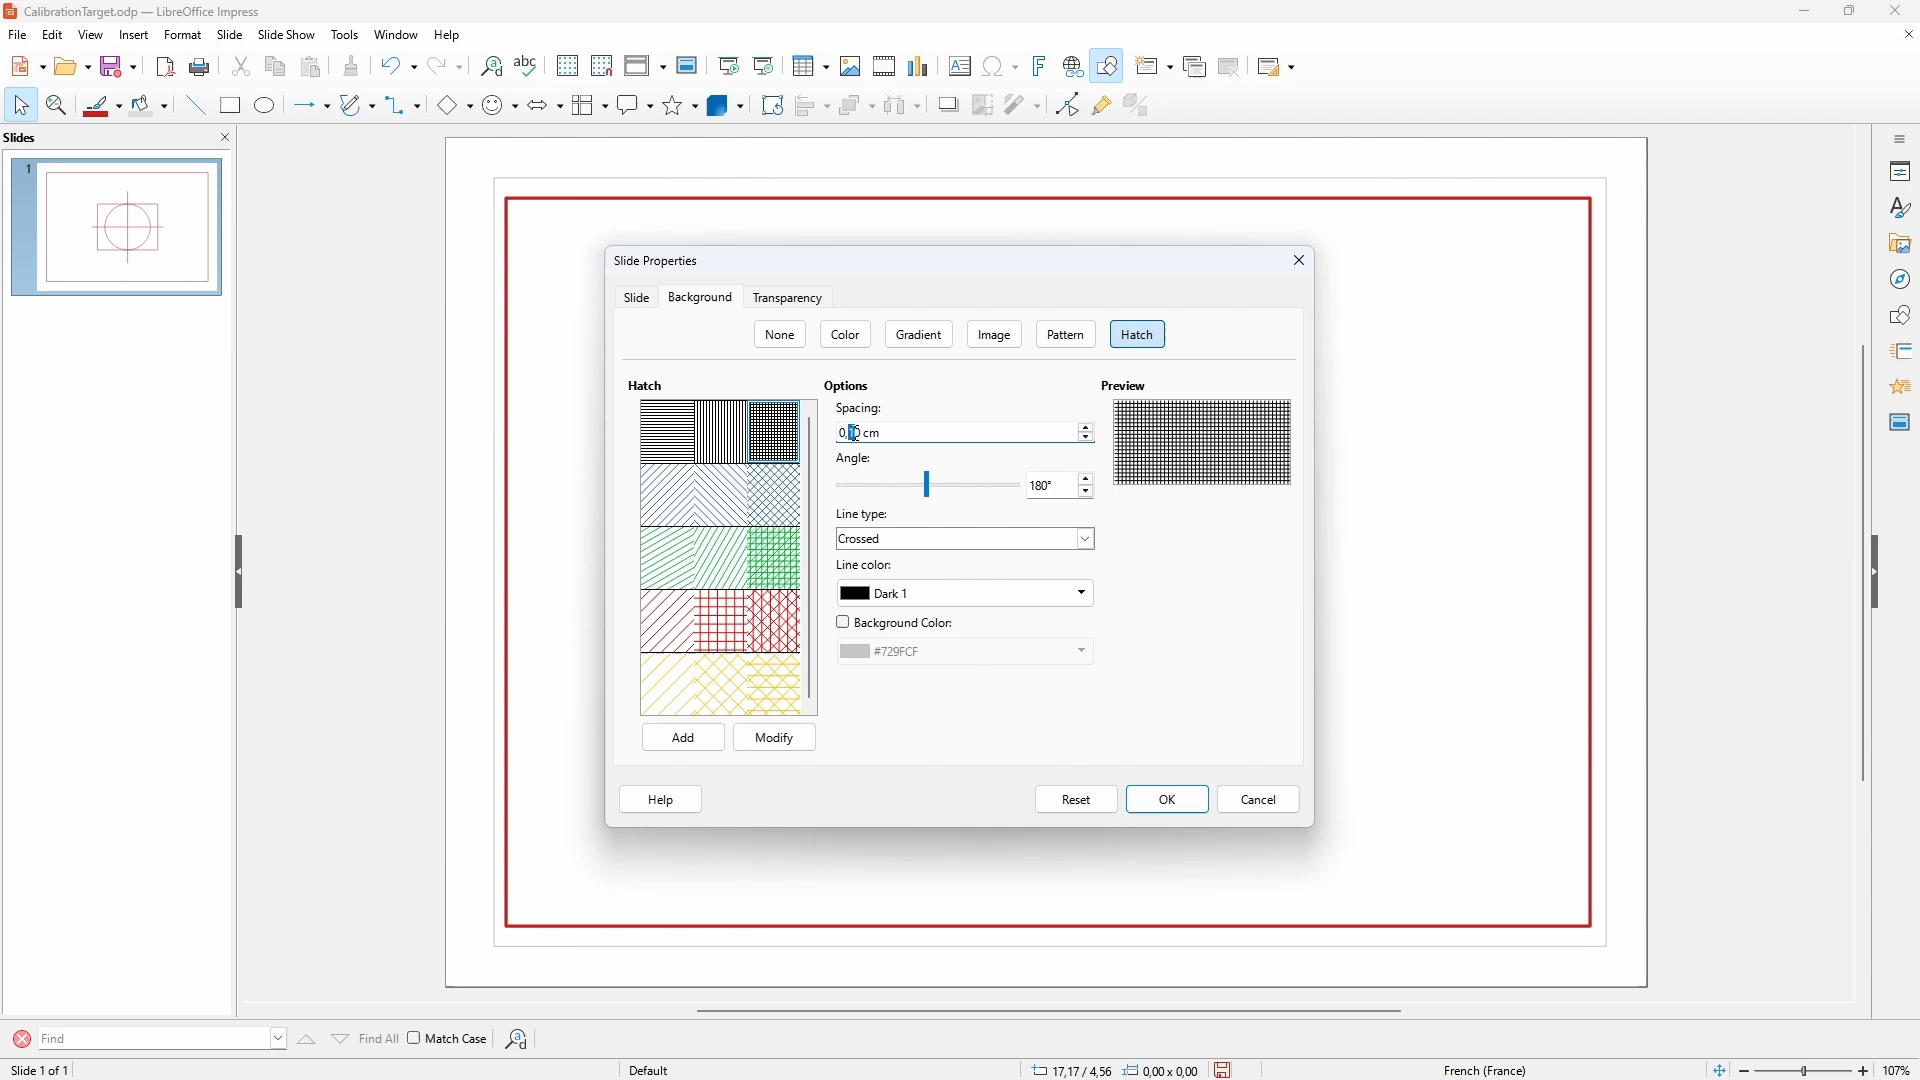 CalibrationTarget.odp — LibreOffice Impress
File Edit View Insert Format Slide Slide Show Tools Window Help
Slides
1
Slide Properties
Slide Background Transparency
None Color Gradient Image Pattern Hatch
Hatch Options Preview
Spacing:
0,10 cm
Angle:
180°
Line type:
Crossed
Line color:
Dark 1
Background Color:
#729FCF
Add Modify
Help Reset OK Cancel
Find Find All Match Case
Slide 1 of 1 Default 17,17 / 4,56 0,00 x 0,00 French (France) 107%